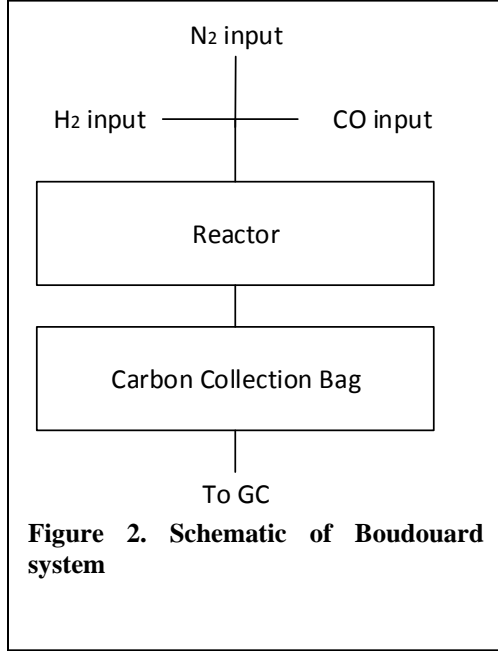 N₂ input
H₂ input CO input
Reactor
Carbon Collection Bag
To GC
Figure 2. Schematic of Boudouard
system